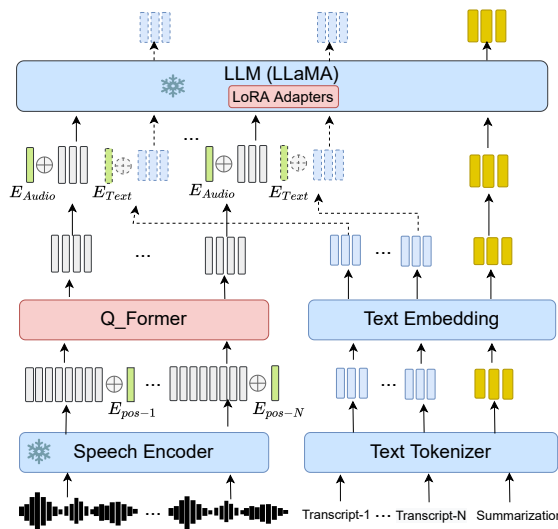 LLM (LLaMA)
LoRA Adapters
...
E_Audio E_Text E_Audio E_Text
... ...
Q_Former Text Embedding
... ...
E_pos-1 E_pos-N
Speech Encoder Text Tokenizer
... Transcript-1 ... Transcript-N Summarization